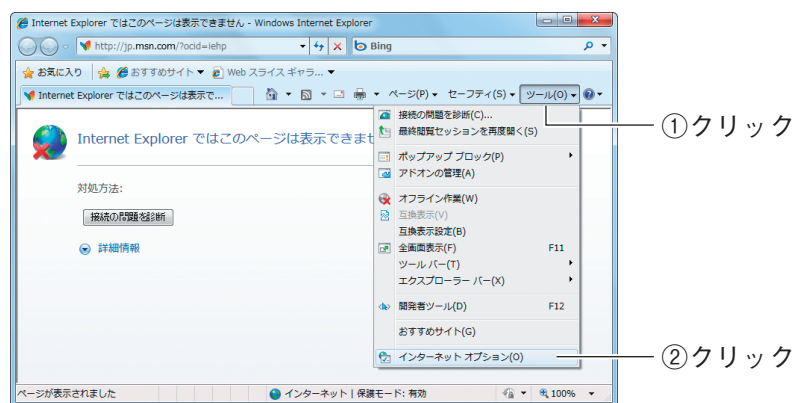 Internet Explorer ではこのページは表示できません - Windows Internet Explorer
http://jp.msn.com/?ocid=iehp
Bing
お気に入り おすすめサイト ▼ Web スライス ギャラ... ▼
Internet Explorer ではこのページは表示で... ページ(P) ▼ セーフティ(S) ▼ ツール(O) ▼
接続の問題を診断(C)...
最終閲覧セッションを再度開く(S)
ポップアップ ブロック(P)
アドオンの管理(A)
オフライン作業(W)
互換表示(V)
互換表示設定(B)
全画面表示(F) F11
ツール バー(T)
エクスプローラー バー(X)
開発者ツール(D) F12
おすすめサイト(G)
インターネット オプション(O)
Internet Explorer ではこのページは表示できませ
対処方法:
接続の問題を診断
詳細情報
ページが表示されました インターネット | 保護モード: 有効 100% ▼
①クリック
②クリック